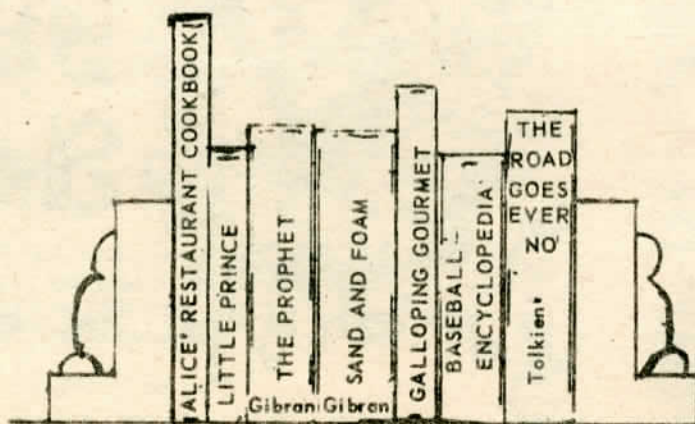 ALICE' RESTAURANT COOKBOOK
LITTLE PRINCE
THE PROPHET
Gibran
SAND AND FOAM
Gibran
GALLOPING GOURMET
BASEBALL-
ENCYCLOPEDIA
THE
ROAD
GOES
EVER
NO
Tolkien